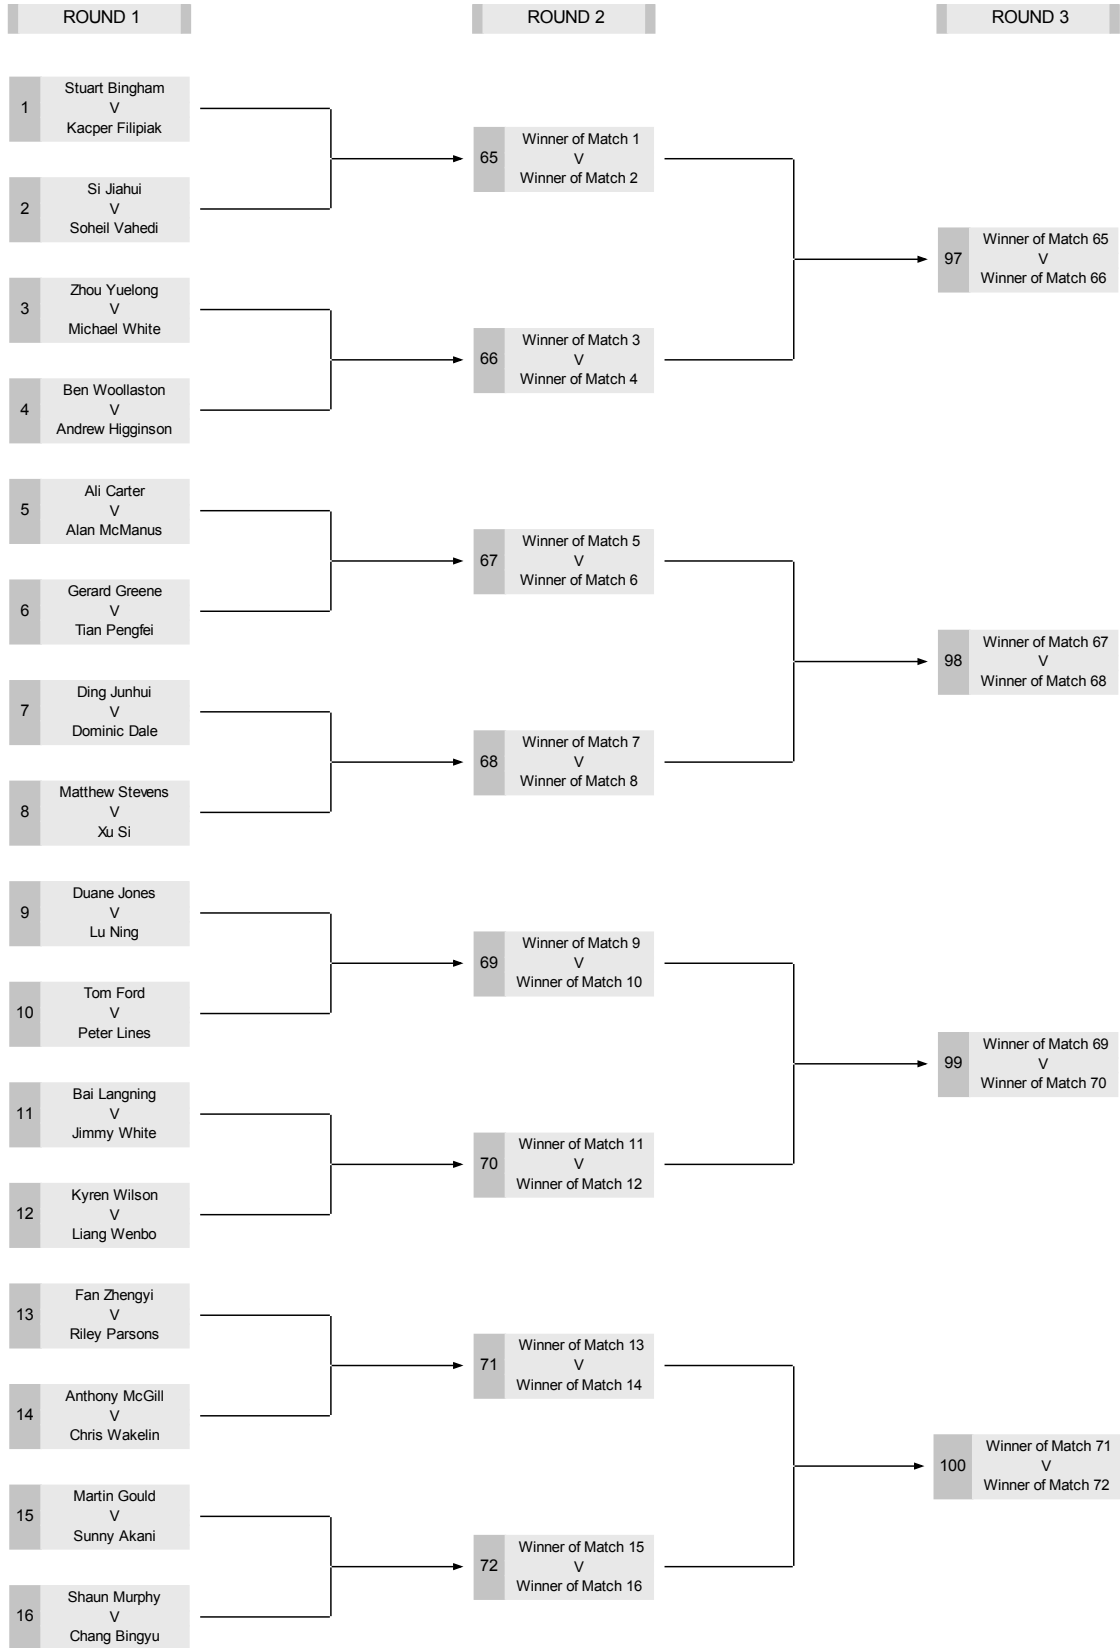 ROUND 1
ROUND 2
ROUND 3
1
Stuart Bingham
V
Kacper Filipiak
2
Si Jiahui
V
Soheil Vahedi
3
Zhou Yuelong
V
Michael White
4
Ben Woollaston
V
Andrew Higginson
5
Ali Carter
V
Alan McManus
6
Gerard Greene
V
Tian Pengfei
7
Ding Junhui
V
Dominic Dale
8
Matthew Stevens
V
Xu Si
9
Duane Jones
V
Lu Ning
10
Tom Ford
V
Peter Lines
11
Bai Langning
V
Jimmy White
12
Kyren Wilson
V
Liang Wenbo
13
Fan Zhengyi
V
Riley Parsons
14
Anthony McGill
V
Chris Wakelin
15
Martin Gould
V
Sunny Akani
16
Shaun Murphy
V
Chang Bingyu
65
Winner of Match 1
V
Winner of Match 2
66
Winner of Match 3
V
Winner of Match 4
67
Winner of Match 5
V
Winner of Match 6
68
Winner of Match 7
V
Winner of Match 8
69
Winner of Match 9
V
Winner of Match 10
70
Winner of Match 11
V
Winner of Match 12
71
Winner of Match 13
V
Winner of Match 14
72
Winner of Match 15
V
Winner of Match 16
97
Winner of Match 65
V
Winner of Match 66
98
Winner of Match 67
V
Winner of Match 68
99
Winner of Match 69
V
Winner of Match 70
100
Winner of Match 71
V
Winner of Match 72